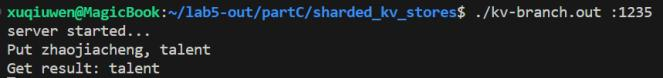 xuqiuwen@MagicBook:~/lab5-out/partC/sharded_kv_stores$ ./kv-branch.out :1235
server started...
Put zhaojiacheng, talent
Get result: talent